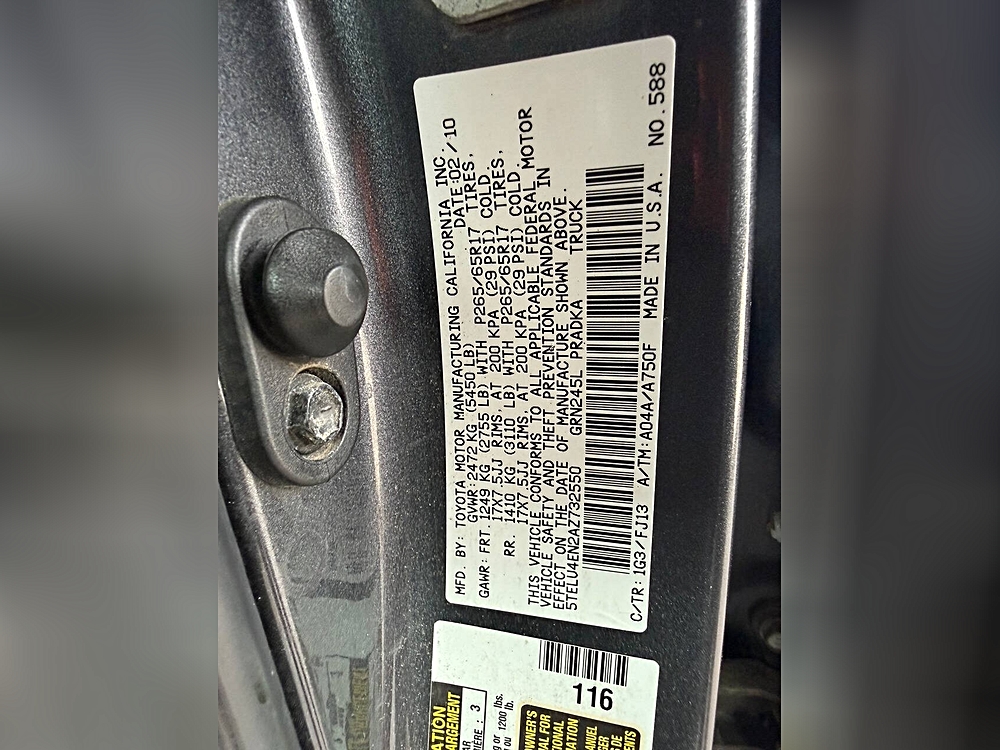 MFD. BY: TOYOTA MOTOR MANUFACTURING CALIFORNIA INC.
GVWR: 2472 KG (5450 LB) DATE: 02/10
GAWR: FRT 1249 KG (2755 LB) WITH P265/65R17 TIRES,
17X7.5JJ RIMS, AT 200 KPA (29 PSI) COLD.
RR. 1410 KG (3110 LB) WITH P265/65R17 TIRES,
17X7.5JJ RIMS, AT 200 KPA (29 PSI) COLD.
THIS VEHICLE CONFORMS TO ALL APPLICABLE FEDERAL MOTOR
VEHICLE SAFETY AND THEFT PREVENTION STANDARDS IN
EFFECT ON THE DATE OF MANUFACTURE SHOWN ABOVE.
5TELU4EN2AZ732550 GRN245L PRADKA TRUCK
C/TR: 1G3/FJ13 A/TM: A04A/A750F MADE IN U.S.A. NO.588
116